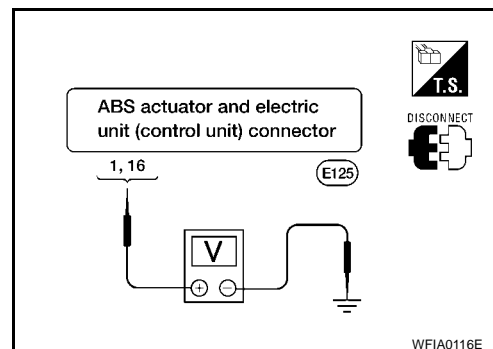 T.S.
DISCONNECT
ABS actuator and electric
unit (control unit) connector
1, 16
E125
V
+ −
WFIA0116E